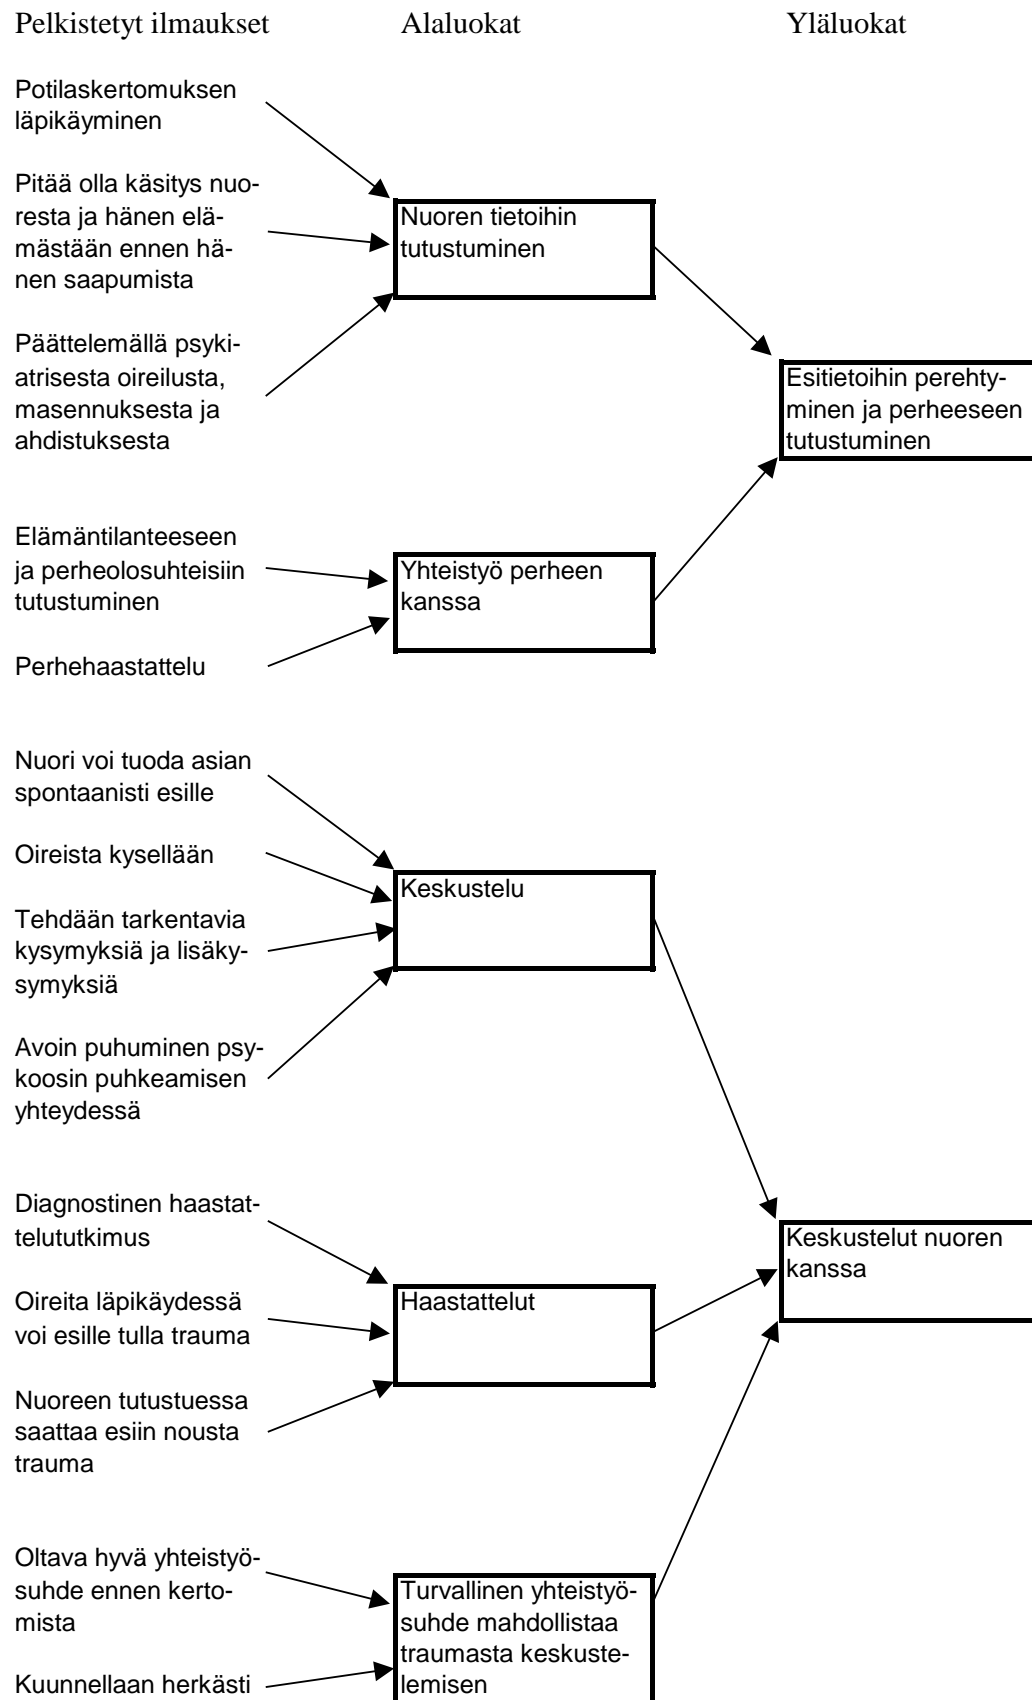 Pelkistetyt ilmaukset
Alaluokat
Yläluokat
Potilaskertomuksen
läpikäyminen
Pitää olla käsitys nuo-
resta ja hänen elä-
mästään ennen hä-
nen saapumista
Päättelemällä psyki-
atrisesta oireilusta,
masennuksesta ja
ahdistuksesta
Nuoren tietoihin
tutustuminen
Elämäntilanteeseen
ja perheolosuhteisiin
tutustuminen
Perhehaastattelu
Yhteistyö perheen
kanssa
Esitietoihin perehty-
minen ja perheeseen
tutustuminen
Nuori voi tuoda asian
spontaanisti esille
Oireista kysellään
Tehdään tarkentavia
kysymyksiä ja lisäky-
symyksiä
Avoin puhuminen psy-
koosin puhkeamisen
yhteydessä
Keskustelu
Diagnostinen haastat-
telututkimus
Oireita läpikäydessä
voi esille tulla trauma
Nuoreen tutustuessa
saattaa esiin nousta
trauma
Haastattelut
Oltava hyvä yhteistyö-
suhde ennen kerto-
mista
Kuunnellaan herkästi
Turvallinen yhteistyö-
suhde mahdollistaa
traumasta keskuste-
lemisen
Keskustelut nuoren
kanssa